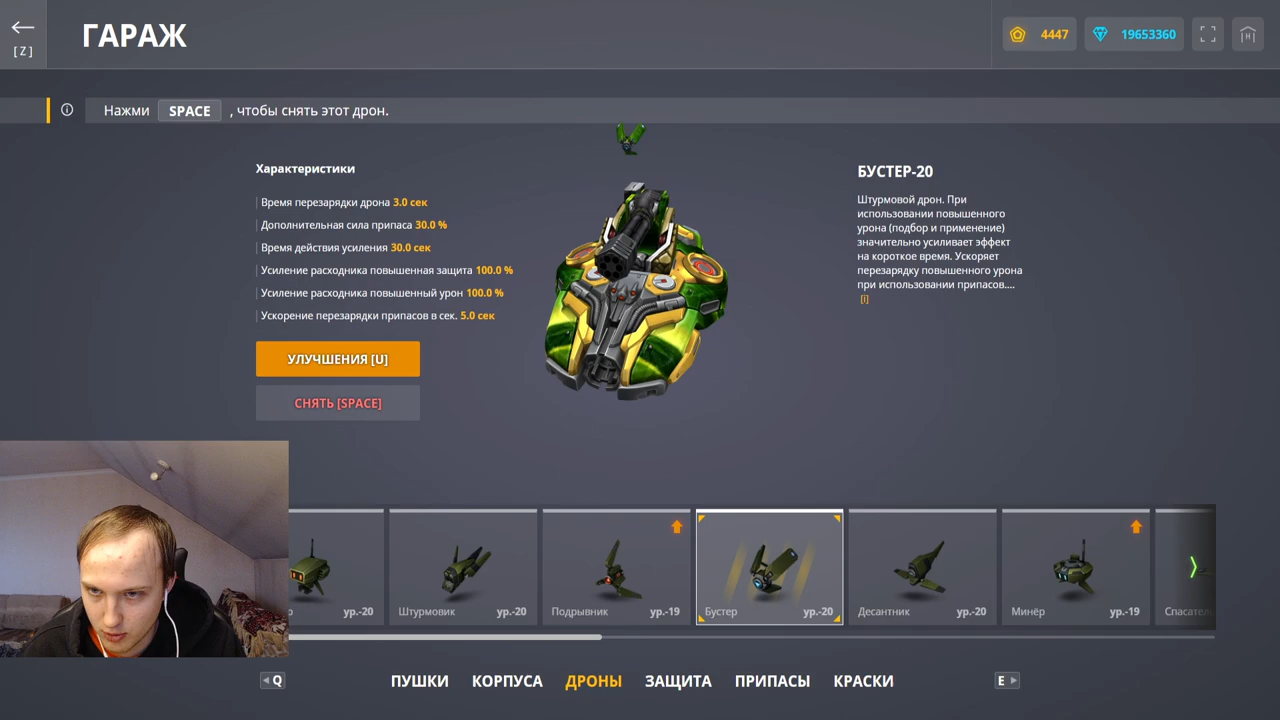 ГАРАЖ
[Z]
4447
19653360
Нажми SPACE , чтобы снять этот дрон.
Характеристики
Время перезарядки дрона 3.0 сек
Дополнительная сила припаса 30.0 %
Время действия усиления 30.0 сек
Усиление расходника повышенная защита 100.0 %
Усиление расходника повышенный урон 100.0 %
Ускорение перезарядки припасов в сек. 5.0 сек
УЛУЧШЕНИЯ [U]
СНЯТЬ [SPACE]
БУСТЕР-20
Штурмовой дрон. При
использовании повышенного
урона (подбор и применение)
значительно усиливает эффект
на короткое время. Ускоряет
перезарядку повышенного урона
при использовании припасов....
[i]
ур.-20
Штурмовик ур.-20
Подрывник ур.-19
Бустер ур.-20
Десантник ур.-20
Минёр ур.-19
Q
ПУШКИ
КОРПУСА
ДРОНЫ
ЗАЩИТА
ПРИПАСЫ
КРАСКИ
E